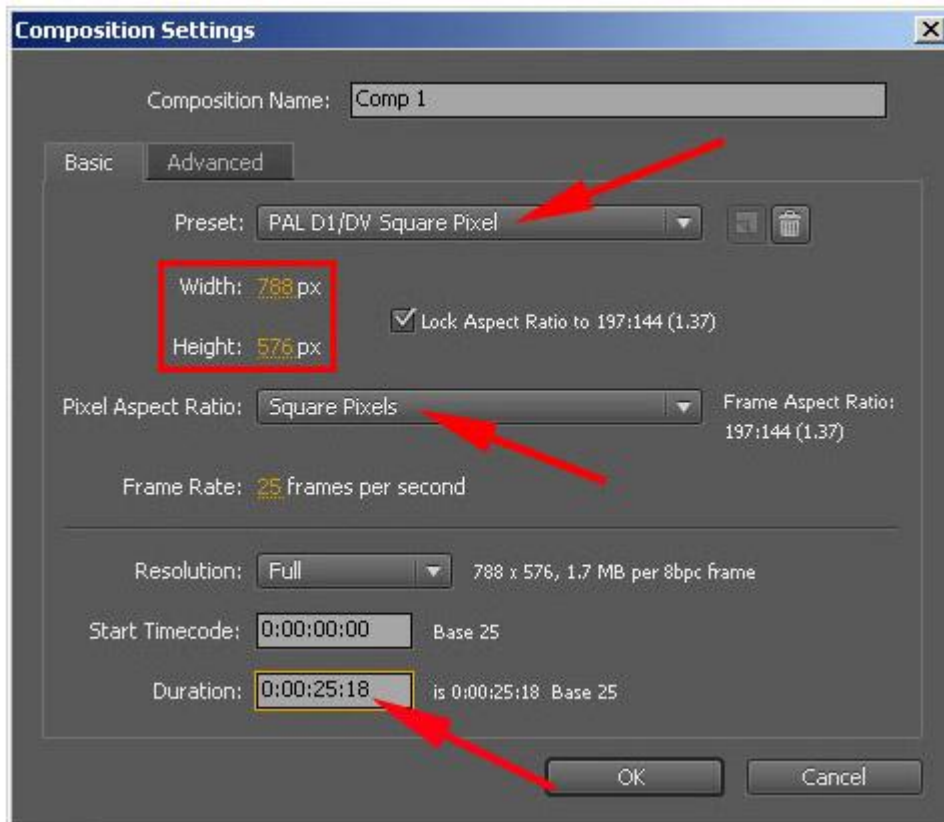 Composition Settings
Composition Name: Comp 1
Basic Advanced
Preset: PAL D1/DV Square Pixel
Width: 788 px
Lock Aspect Ratio to 197:144 (1.37)
Height: 576 px
Pixel Aspect Ratio: Square Pixels
Frame Aspect Ratio:
197:144 (1.37)
Frame Rate: 25 frames per second
Resolution: Full 788 x 576, 1.7 MB per 8bpc frame
Start Timecode: 0:00:00:00 Base 25
Duration: 0:00:25:18 is 0:00:25:18 Base 25
OK Cancel